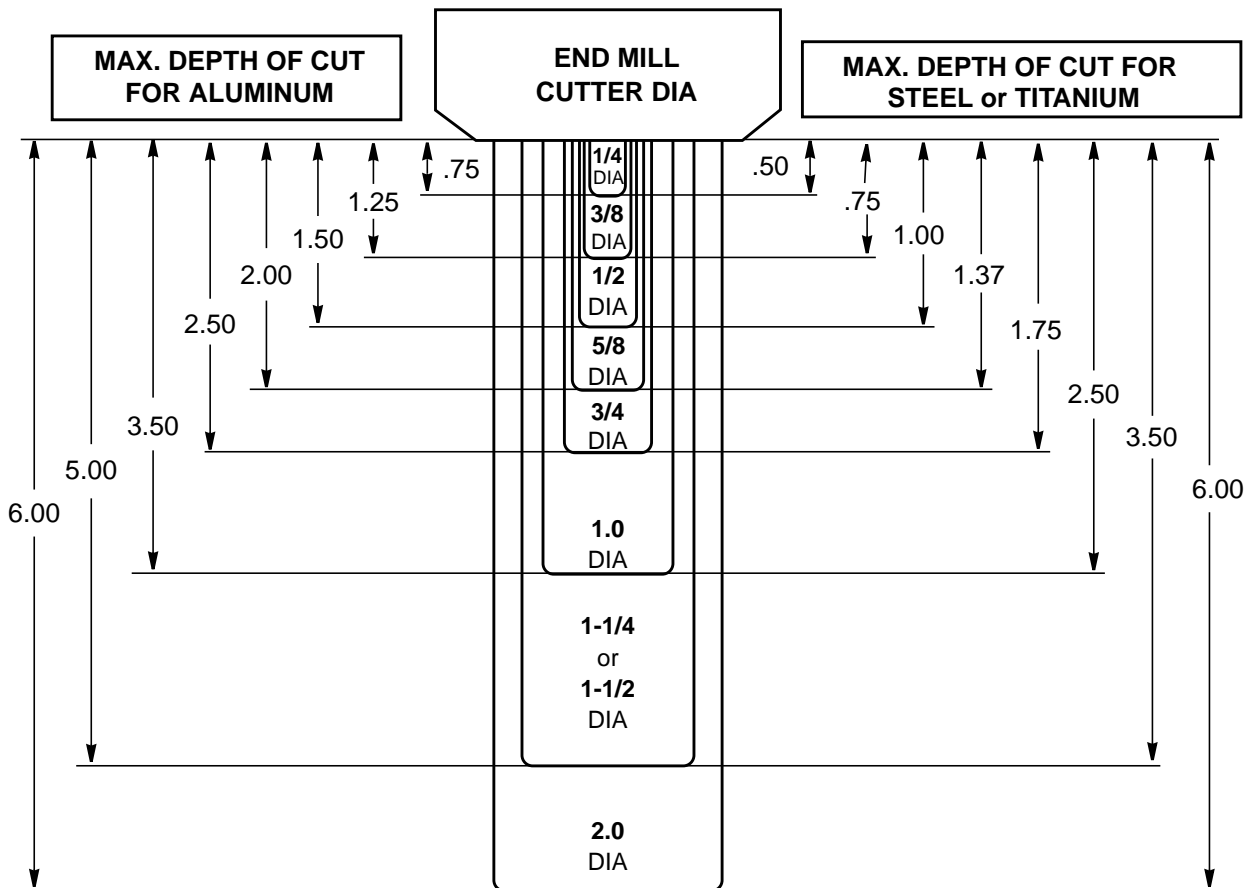 MAX. DEPTH OF CUT
FOR ALUMINUM
END MILL
CUTTER DIA
MAX. DEPTH OF CUT FOR
STEEL or TITANIUM
.75
1.25
1.50
2.00
2.50
3.50
5.00
6.00
1/4
DIA
3/8
DIA
1/2
DIA
5/8
DIA
3/4
DIA
1.0
DIA
1-1/4
or
1-1/2
DIA
2.0
DIA
.50
.75
1.00
1.37
1.75
2.50
3.50
6.00